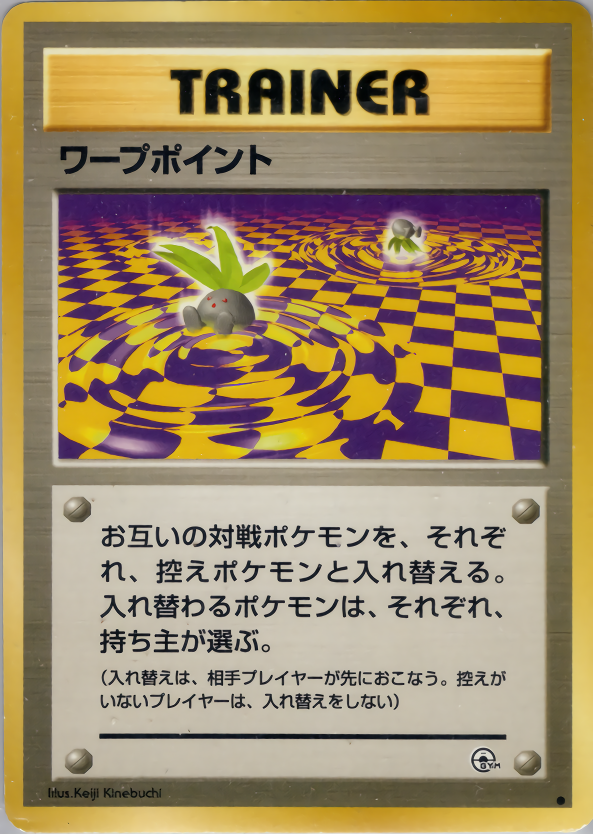 TRAINER
ワープポイント
お互いの対戦ポケモンを、それぞ
れ、控えポケモンと入れ替える。
入れ替わるポケモンは、それぞれ、
持ち主が選ぶ。
(入れ替えは、相手プレイヤーが先におこなう。控えが
いないプレイヤーは、入れ替えをしない)
GYM
Illus.Keiji Kinebuchi